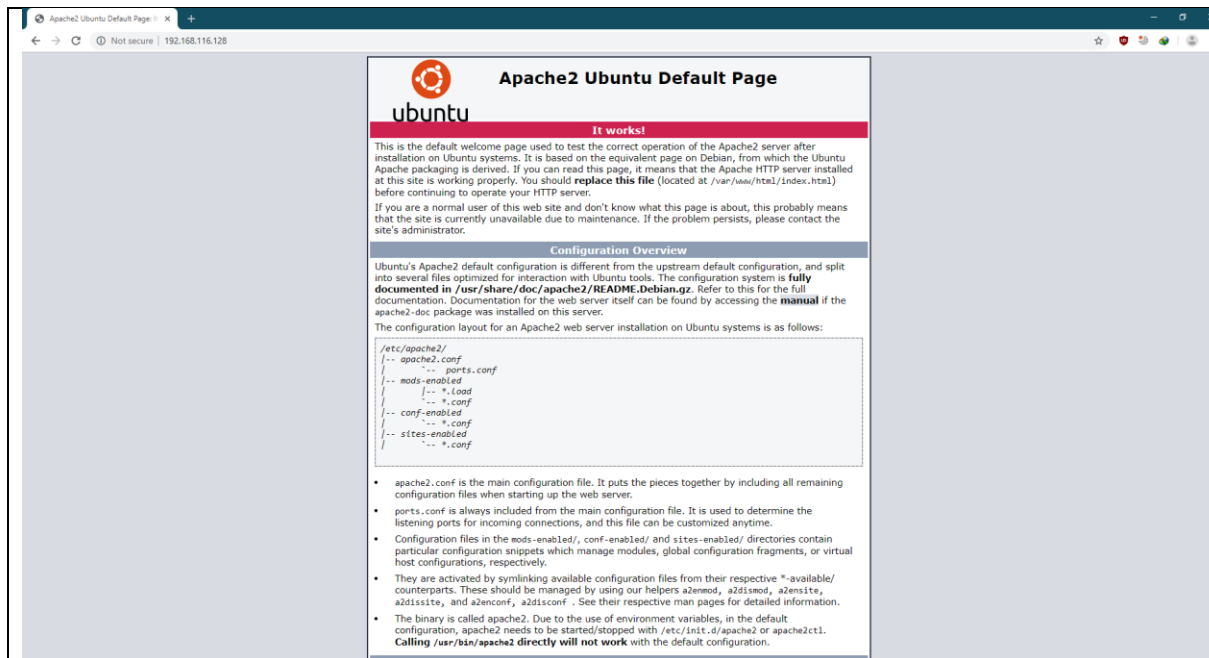 Apache2 Ubuntu Default Page: I
Not secure | 192.168.116.128
ubuntu
Apache2 Ubuntu Default Page
It works!
This is the default welcome page used to test the correct operation of the Apache2 server after
installation on Ubuntu systems. It is based on the equivalent page on Debian, from which the Ubuntu
Apache packaging is derived. If you can read this page, it means that the Apache HTTP server installed
at this site is working properly. You should replace this file (located at /var/www/html/index.html)
before continuing to operate your HTTP server.
If you are a normal user of this web site and don't know what this page is about, this probably means
that the site is currently unavailable due to maintenance. If the problem persists, please contact the
site's administrator.
Configuration Overview
Ubuntu's Apache2 default configuration is different from the upstream default configuration, and split
into several files optimized for interaction with Ubuntu tools. The configuration system is fully
documented in /usr/share/doc/apache2/README.Debian.gz. Refer to this for the full
documentation. Documentation for the web server itself can be found by accessing the manual if the
apache2-doc package was installed on this server.
The configuration layout for an Apache2 web server installation on Ubuntu systems is as follows:
/etc/apache2/
|-- apache2.conf
|       `--  ports.conf
|-- mods-enabled
|       |-- *.load
|       `-- *.conf
|-- conf-enabled
|       `-- *.conf
|-- sites-enabled
|       `-- *.conf
• apache2.conf is the main configuration file. It puts the pieces together by including all remaining
configuration files when starting up the web server.
• ports.conf is always included from the main configuration file. It is used to determine the
listening ports for incoming connections, and this file can be customized anytime.
• Configuration files in the mods-enabled/, conf-enabled/ and sites-enabled/ directories contain
particular configuration snippets which manage modules, global configuration fragments, or virtual
host configurations, respectively.
• They are activated by symlinking available configuration files from their respective *-available/
counterparts. These should be managed by using our helpers a2enmod, a2dismod, a2ensite,
a2dissite, and a2enconf, a2disconf . See their respective man pages for detailed information.
• The binary is called apache2. Due to the use of environment variables, in the default
configuration, apache2 needs to be started/stopped with /etc/init.d/apache2 or apache2ctl.
Calling /usr/bin/apache2 directly will not work with the default configuration.